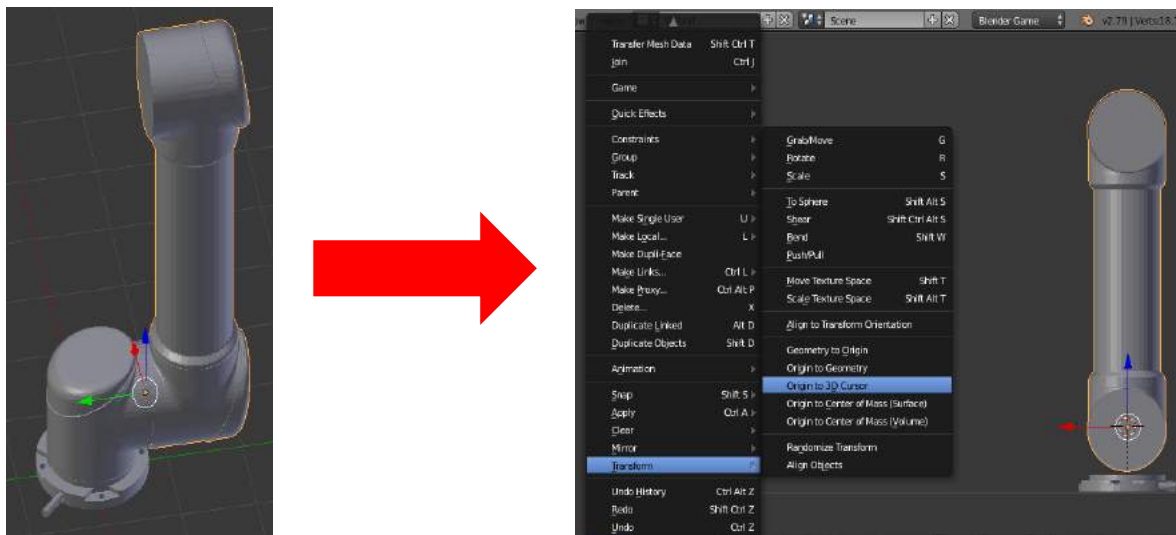 Scene
Blender Game
v2.79 | Verts:18,
Transfer Mesh Data Shift Ctrl T
Join Ctrl J
Game
Quick Effects
Constraints
Group
Track
Parent
Make Single User U
Make Local... L
Make Dupli-Face
Make Links... Ctrl L
Make Proxy... Ctrl Alt P
Delete... X
Duplicate Linked Alt D
Duplicate Objects Shift D
Animation
Snap Shift S
Apply Ctrl A
Clear
Mirror
Transform
Undo History Ctrl Alt Z
Redo Shift Ctrl Z
Undo Ctrl Z
Grab/Move G
Rotate R
Scale S
To Sphere Shift Alt S
Shear Shift Ctrl Alt S
Bend Shift W
Push/Pull
Move Texture Space Shift T
Scale Texture Space Shift Alt T
Align to Transform Orientation
Geometry to Origin
Origin to Geometry
Origin to 3D Cursor
Origin to Center of Mass (Surface)
Origin to Center of Mass (Volume)
Randomize Transform
Align Objects